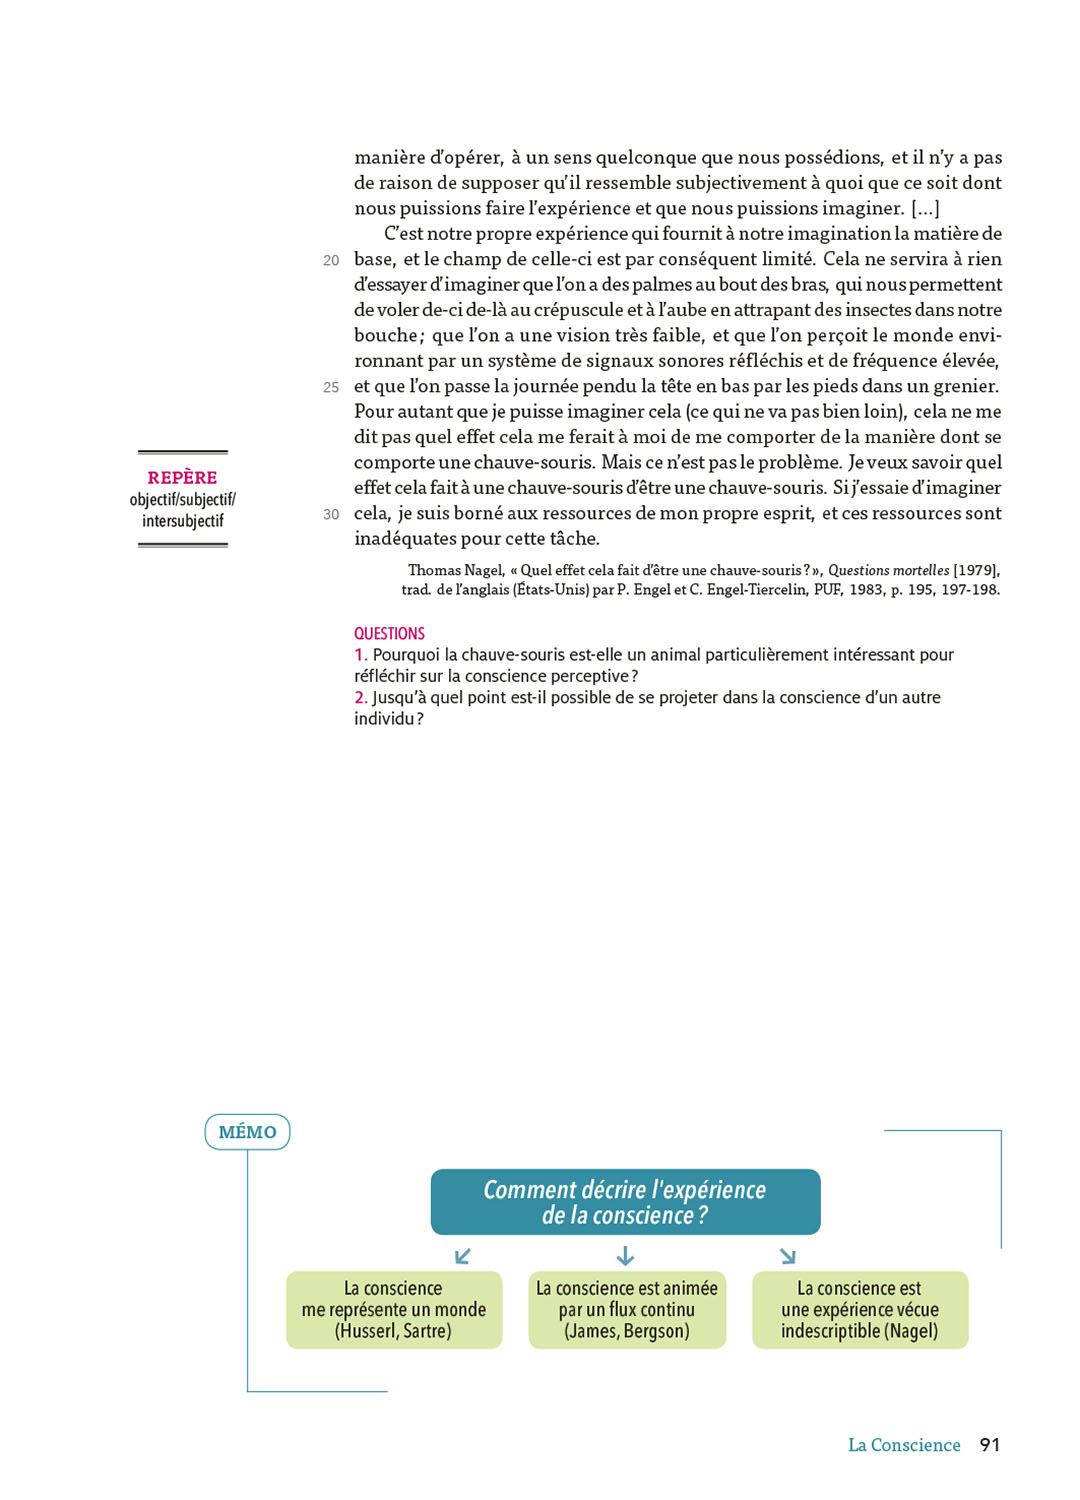 manière d'opérer, à un sens quelconque que nous possédions, et il n'y a pas
de raison de supposer qu'il ressemble subjectivement à quoi que ce soit dont
nous puissions faire l'expérience et que nous puissions imaginer. […]
C'est notre propre expérience qui fournit à notre imagination la matière de
20 base, et le champ de celle-ci est par conséquent limité. Cela ne servira à rien
d'essayer d'imaginer que l'on a des palmes au bout des bras, qui nous permettent
de voler de-ci de-là au crépuscule et à l'aube en attrapant des insectes dans notre
bouche ; que l'on a une vision très faible, et que l'on perçoit le monde envi-
ronnant par un système de signaux sonores réfléchis et de fréquence élevée,
25 et que l'on passe la journée pendu la tête en bas par les pieds dans un grenier.
Pour autant que je puisse imaginer cela (ce qui ne va pas bien loin), cela ne me
dit pas quel effet cela me ferait à moi de me comporter de la manière dont se
comporte une chauve-souris. Mais ce n'est pas le problème. Je veux savoir quel
effet cela fait à une chauve-souris d'être une chauve-souris. Si j'essaie d'imaginer
30 cela, je suis borné aux ressources de mon propre esprit, et ces ressources sont
inadéquates pour cette tâche.
REPÈRE
objectif/subjectif/
intersubjectif
Thomas Nagel, « Quel effet cela fait d'être une chauve-souris ? », Questions mortelles [1979],
trad. de l'anglais (États-Unis) par P. Engel et C. Engel-Tiercelin, PUF, 1983, p. 195, 197-198.
QUESTIONS
1. Pourquoi la chauve-souris est-elle un animal particulièrement intéressant pour
réfléchir sur la conscience perceptive ?
2. Jusqu'à quel point est-il possible de se projeter dans la conscience d'un autre
individu ?
MÉMO
Comment décrire l'expérience
de la conscience ?
La conscience
me représente un monde
(Husserl, Sartre)
La conscience est animée
par un flux continu
(James, Bergson)
La conscience est
une expérience vécue
indescriptible (Nagel)
La Conscience 91